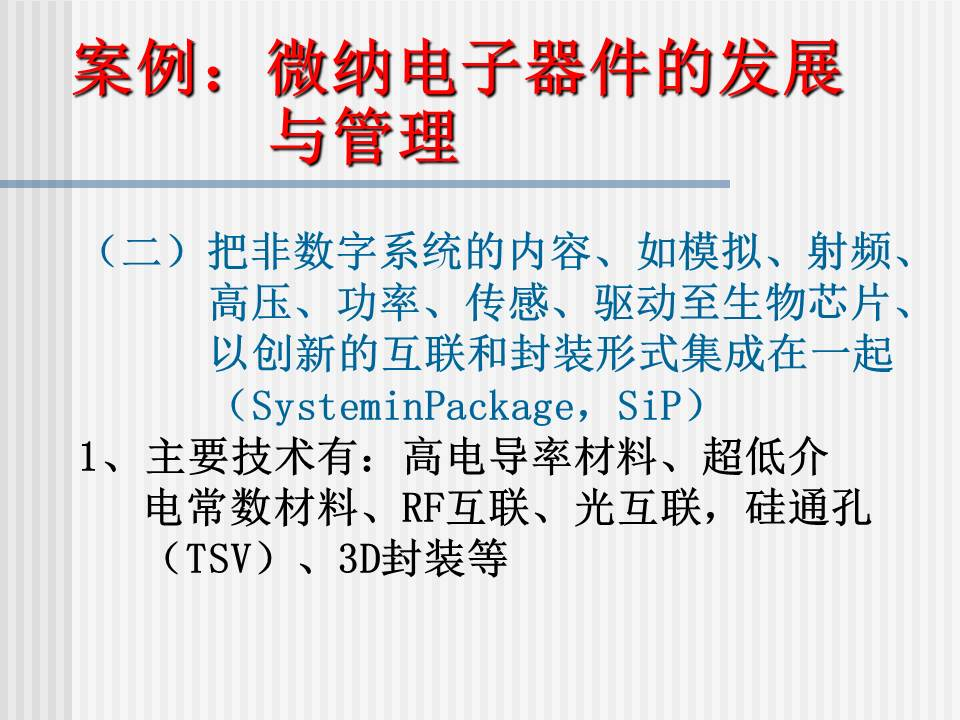 案例：微纳电子器件的发展
与管理
（二）把非数字系统的内容、如模拟、射频、
高压、功率、传感、驱动至生物芯片、
以创新的互联和封装形式集成在一起
（SysteminPackage，SiP）
1、主要技术有：高电导率材料、超低介
电常数材料、RF互联、光互联，硅通孔
（TSV）、3D封装等